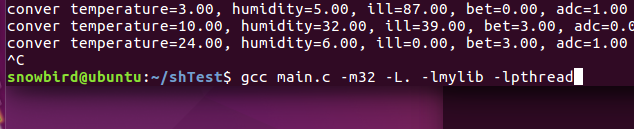 conver temperature=3.00, humidity=5.00, ill=87.00, bet=0.00, adc=1.00
conver temperature=10.00, humidity=32.00, ill=39.00, bet=3.00, adc=0.0
conver temperature=24.00, humidity=6.00, ill=0.00, bet=3.00, adc=1.00
^C
snowbird@ubuntu:~/shTest$ gcc main.c -m32 -L. -lmylib -lpthread